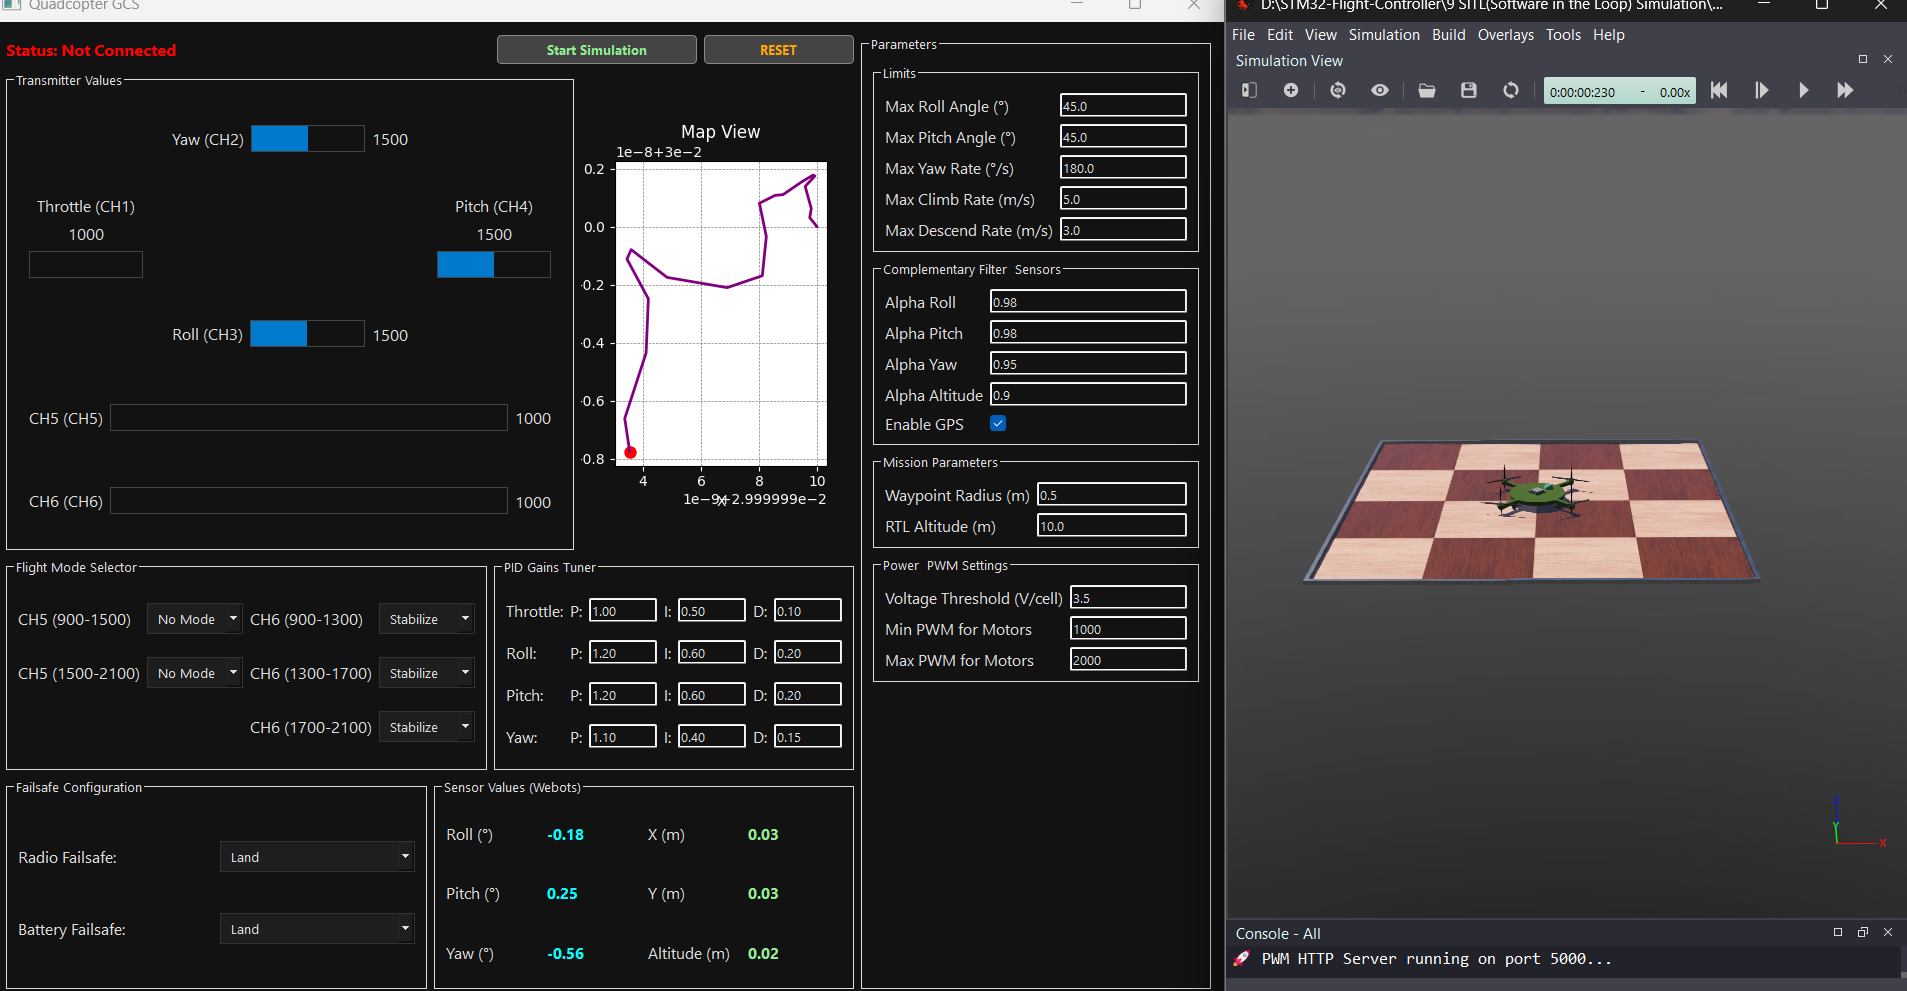 Quadcopter GCS
Status: Not Connected
Start Simulation
RESET
Transmitter Values
Yaw (CH2)
1500
Throttle (CH1)
1000
Pitch (CH4)
1500
Roll (CH3)
1500
CH5 (CH5)
1000
CH6 (CH6)
1000
Map View
1e−8+3e−2
0.2
0.0
-0.2
-0.4
-0.6
-0.8
4 6 8 10
1e−9+2.999999e−2
X
Flight Mode Selector
CH5 (900-1500) No Mode CH6 (900-1300) Stabilize
CH5 (1500-2100) No Mode CH6 (1300-1700) Stabilize
CH6 (1700-2100) Stabilize
PID Gains Tuner
Throttle: P: 1.00 I: 0.50 D: 0.10
Roll: P: 1.20 I: 0.60 D: 0.20
Pitch: P: 1.20 I: 0.60 D: 0.20
Yaw: P: 1.10 I: 0.40 D: 0.15
Failsafe Configuration
Radio Failsafe: Land
Battery Failsafe: Land
Sensor Values (Webots)
Roll (°) -0.18 X (m) 0.03
Pitch (°) 0.25 Y (m) 0.03
Yaw (°) -0.56 Altitude (m) 0.02
Parameters
Limits
Max Roll Angle (°) 45.0
Max Pitch Angle (°) 45.0
Max Yaw Rate (°/s) 180.0
Max Climb Rate (m/s) 5.0
Max Descend Rate (m/s) 3.0
Complementary Filter Sensors
Alpha Roll 0.98
Alpha Pitch 0.98
Alpha Yaw 0.95
Alpha Altitude 0.9
Enable GPS
Mission Parameters
Waypoint Radius (m) 0.5
RTL Altitude (m) 10.0
Power PWM Settings
Voltage Threshold (V/cell) 3.5
Min PWM for Motors 1000
Max PWM for Motors 2000
D:\STM32-Flight-Controller\9 SITL(Software in the Loop) Simulation\...
File Edit View Simulation Build Overlays Tools Help
Simulation View
0:00:00:230 - 0.00x
Z
Y
X
Console - All
🚀 PWM HTTP Server running on port 5000...